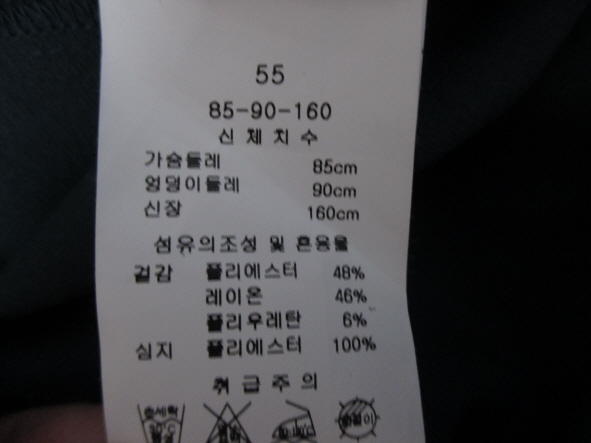 55
85-90-160
신체치수
가슴둘레 85cm
엉덩이둘레 90cm
신장 160cm
섬유의조성 및 혼용율
겉감 폴리에스터 48%
레이온 46%
폴리우레탄 6%
심지 폴리에스터 100%
취급주의
손세탁